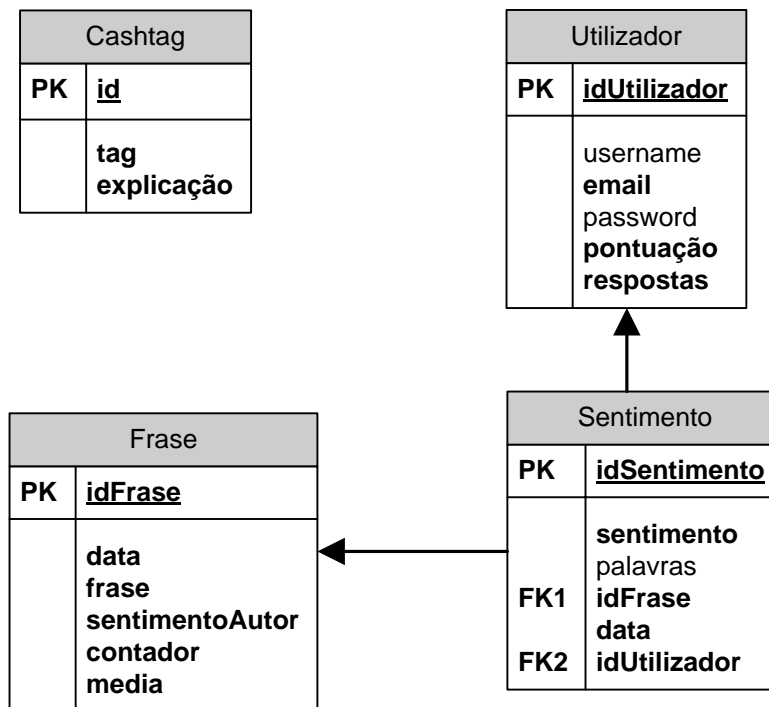 Cashtag
PK id
tag
explicação
Utilizador
PK idUtilizador
username
email
password
pontuação
respostas
Frase
PK idFrase
data
frase
sentimentoAutor
contador
media
Sentimento
PK idSentimento
sentimento
palavras
FK1 idFrase
data
FK2 idUtilizador